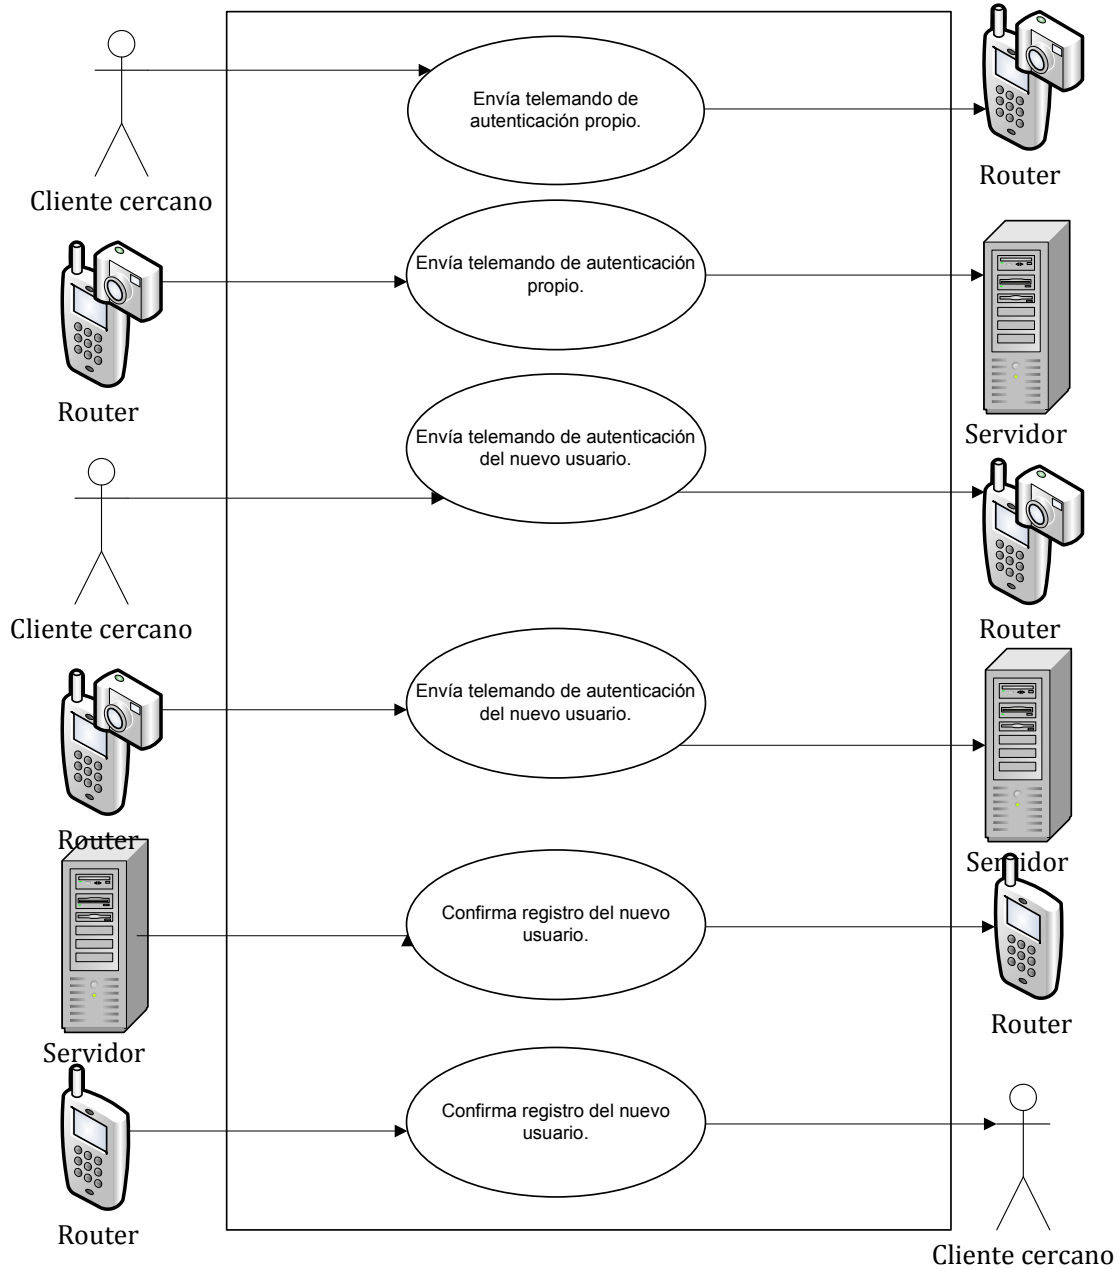 Envía telemando de
autenticación propio.
Router
Cliente cercano
Envía telemando de autenticación
propio.
Router
Servidor
Envía telemando de autenticación
del nuevo usuario.
Cliente cercano
Router
Envía telemando de autenticación
del nuevo usuario.
Router
Servidor
Confirma registro del nuevo
usuario.
Router
Servidor
Confirma registro del nuevo
usuario.
Router
Cliente cercano